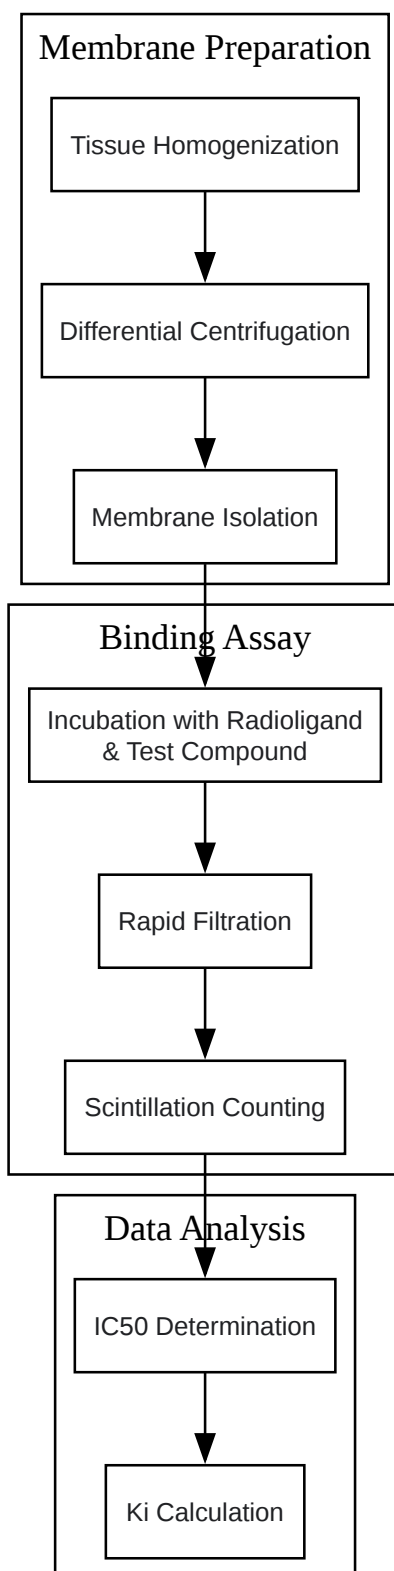 Membrane Preparation
Tissue Homogenization
Differential Centrifugation
Membrane Isolation
Binding Assay
Incubation with Radioligand
& Test Compound
Rapid Filtration
Scintillation Counting
Data Analysis
IC50 Determination
Ki Calculation